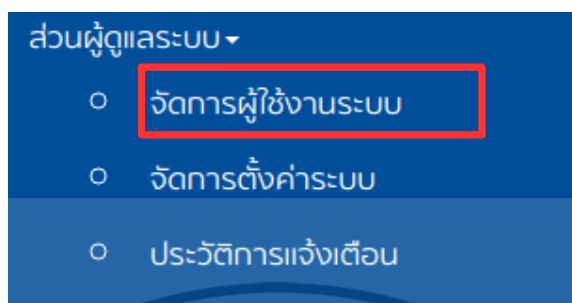 ส่วนผู้ดูแลระบบ
จัดการผู้ใช้งานระบบ
จัดการตั้งค่าระบบ
ประวัติการแจ้งเตือน